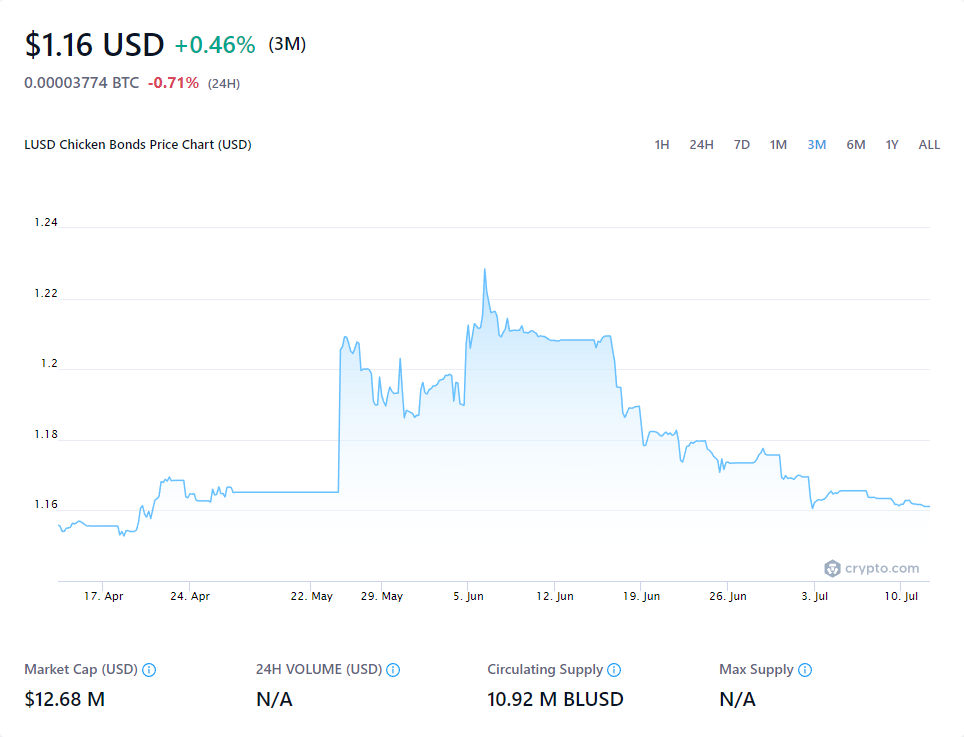 $1.16 USD +0.46% (3M)
0.00003774 BTC -0.71% (24H)
LUSD Chicken Bonds Price Chart (USD) 1H 24H 7D 1M 3M 6M 1Y ALL
1.24
1.22
1.2
1.18
1.16
crypto.com
17. Apr 24. Apr 22. May 29. May 5. Jun 12. Jun 19. Jun 26. Jun 3. Jul 10. Jul
Market Cap (USD) 24H VOLUME (USD) Circulating Supply Max Supply
$12.68 M N/A 10.92 M BLUSD N/A